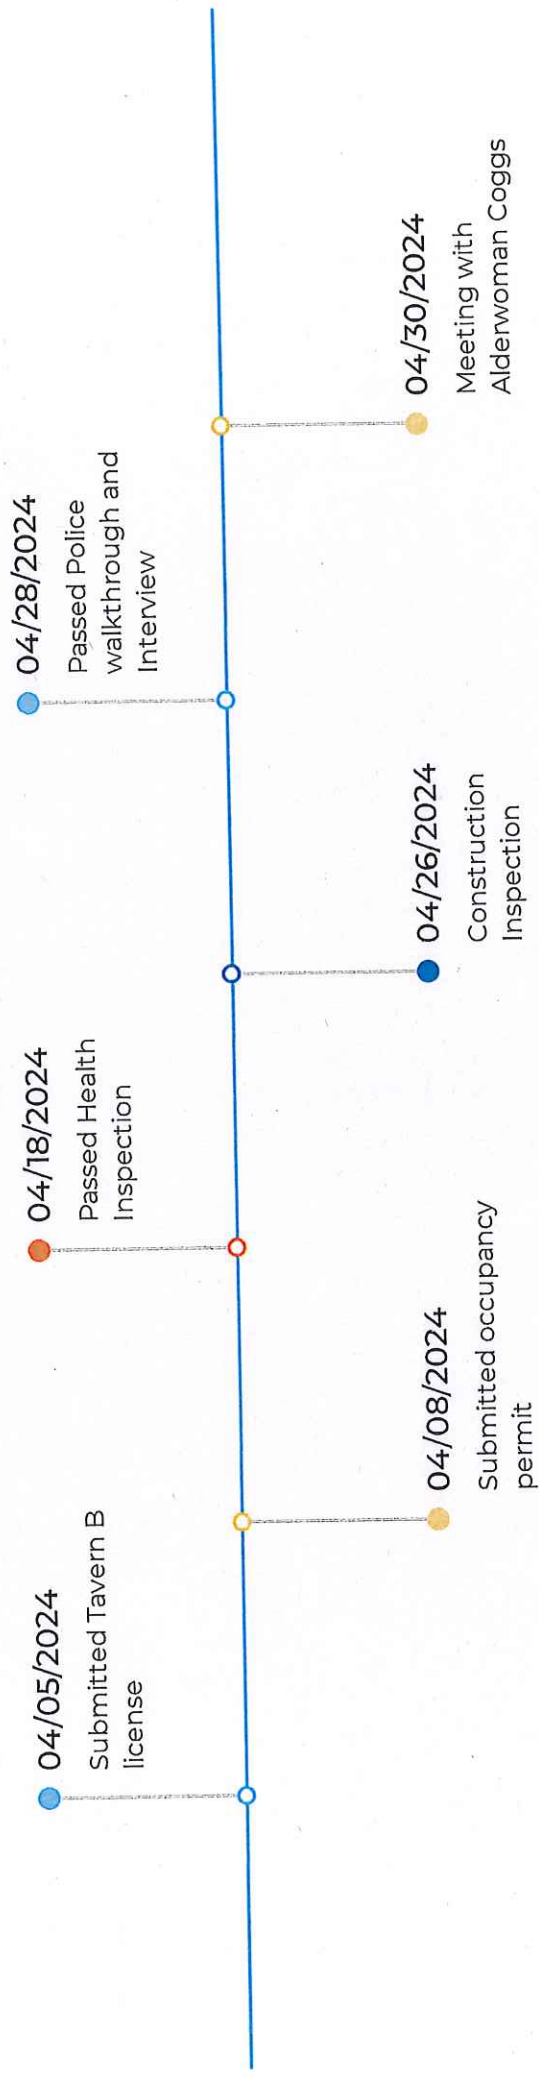 04/05/2024
Submitted Tavern B
license
04/08/2024
Submitted occupancy
permit
04/18/2024
Passed Health
Inspection
04/26/2024
Construction
Inspection
04/28/2024
Passed Police
walkthrough and
Interview
04/30/2024
Meeting with
Alderwoman Coggs